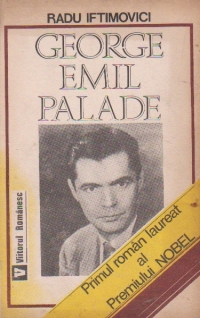 RADU IFTIMOVICI
GEORGE
EMIL
PALADE
V Viitorul Românesc
Primul român laureat
al
Premiului NOBEL